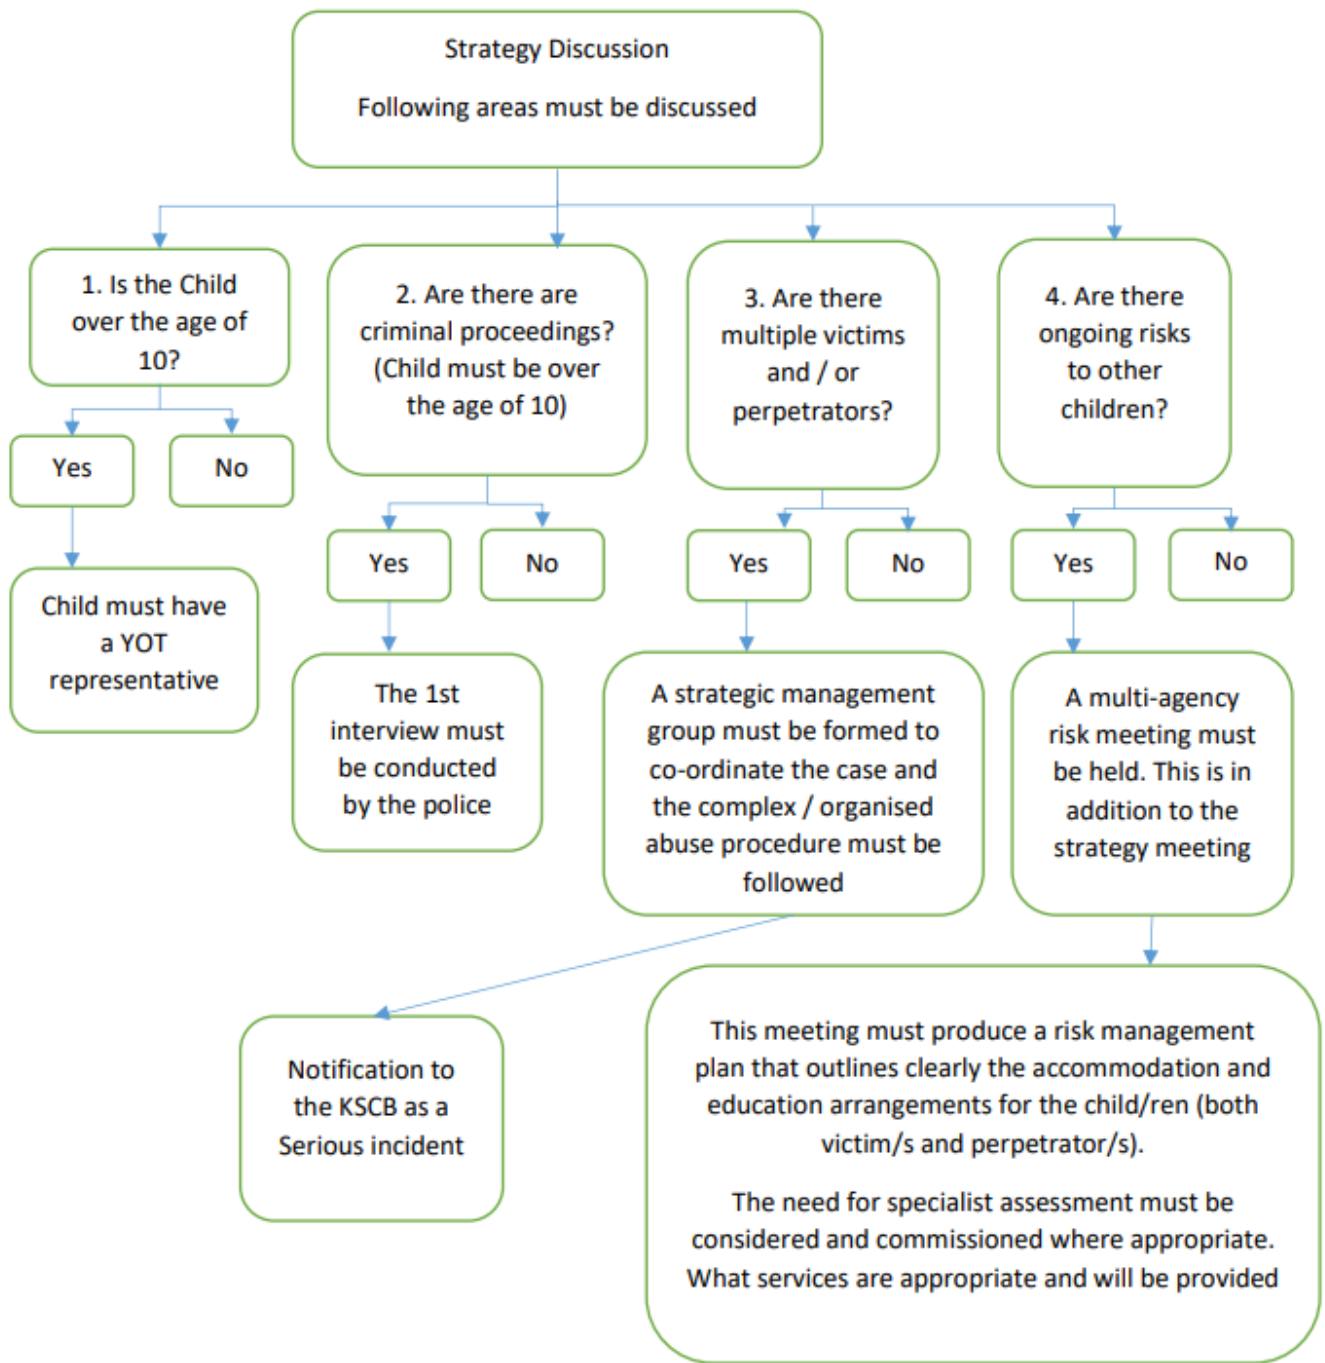 Strategy Discussion
Following areas must be discussed
1. Is the Child
over the age of
10?
Yes
No
Child must have
a YOT
representative
2. Are there are
criminal proceedings?
(Child must be over
the age of 10)
Yes
No
The 1st
interview must
be conducted
by the police
3. Are there
multiple victims
and / or
perpetrators?
Yes
No
A strategic management
group must be formed to
co-ordinate the case and
the complex / organised
abuse procedure must be
followed
Notification to
the KSCB as a
Serious incident
4. Are there
ongoing risks
to other
children?
Yes
No
A multi-agency
risk meeting must
be held. This is in
addition to the
strategy meeting
This meeting must produce a risk management
plan that outlines clearly the accommodation and
education arrangements for the child/ren (both
victim/s and perpetrator/s).
The need for specialist assessment must be
considered and commissioned where appropriate.
What services are appropriate and will be provided